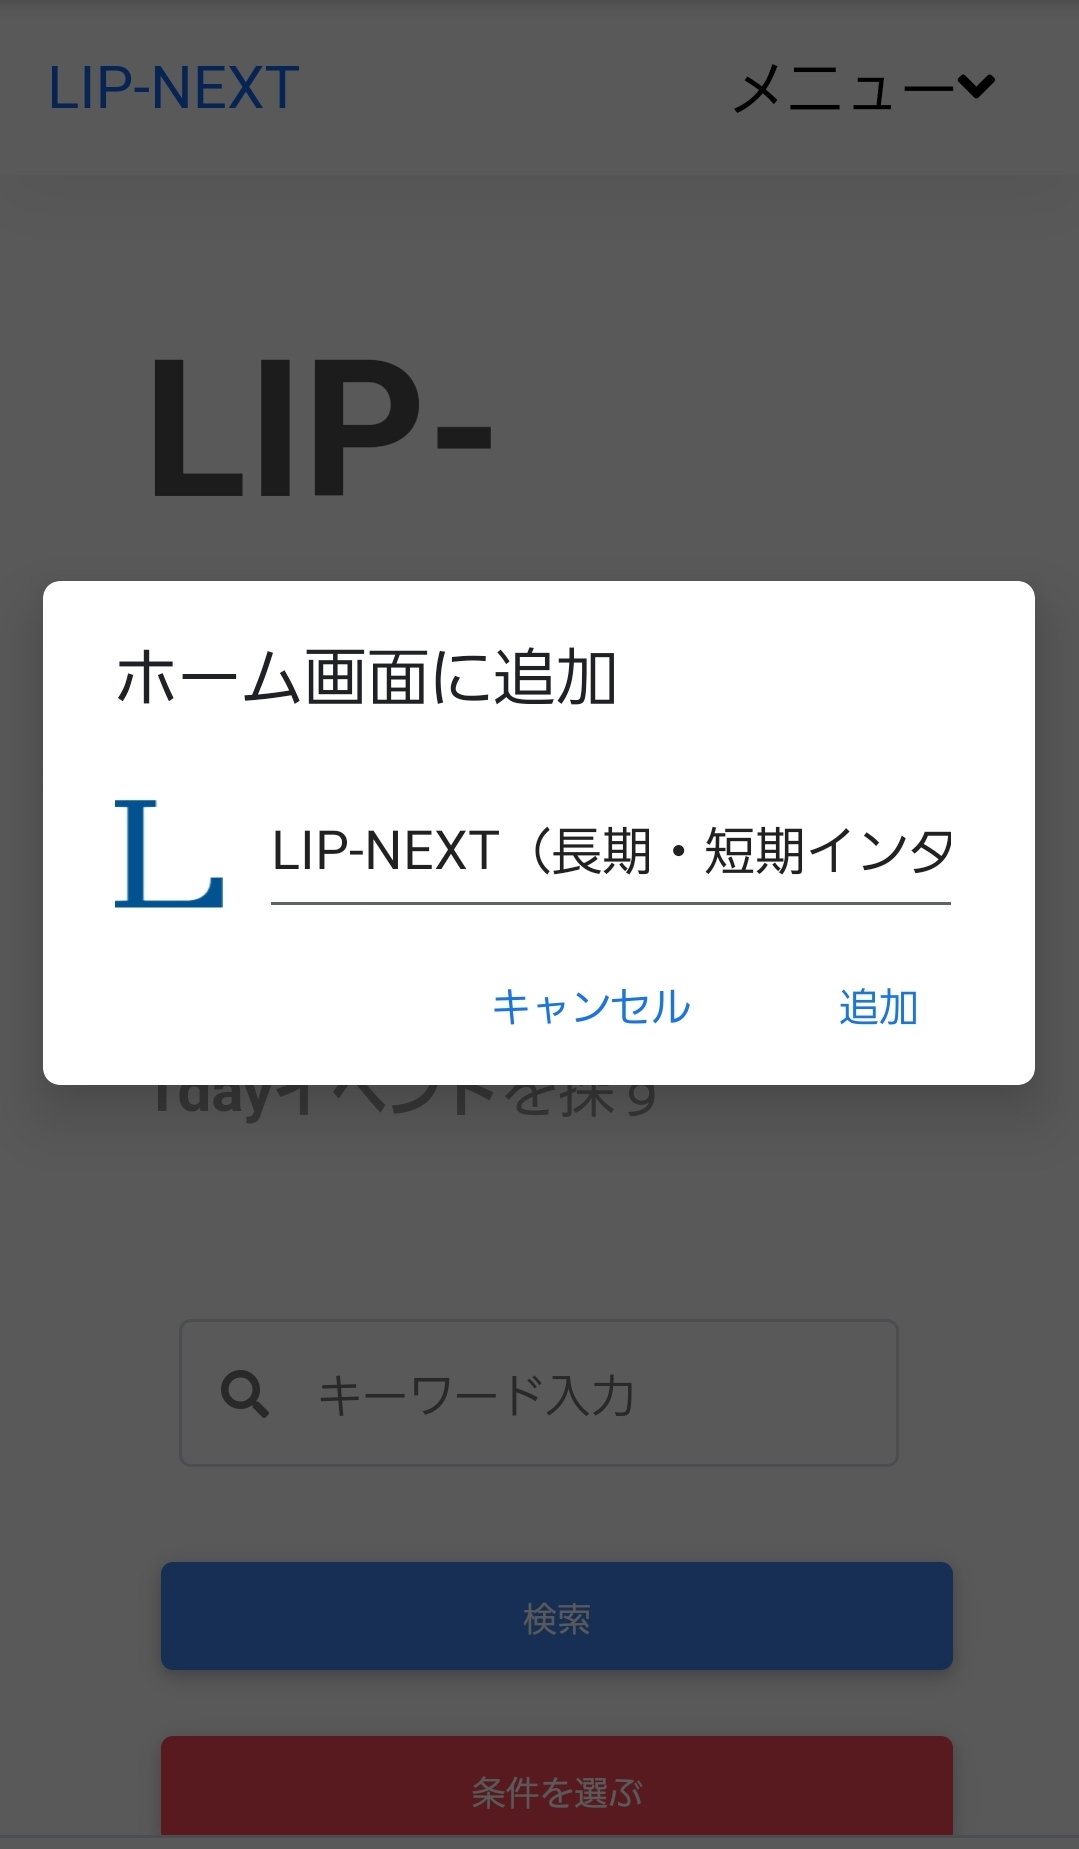 LIP-NEXT
メニュー
LIP-
ホーム画面に追加
L
LIP-NEXT（長期・短期インタ
キャンセル
追加
1dayイベントを探す
キーワード入力
検索
条件を選ぶ